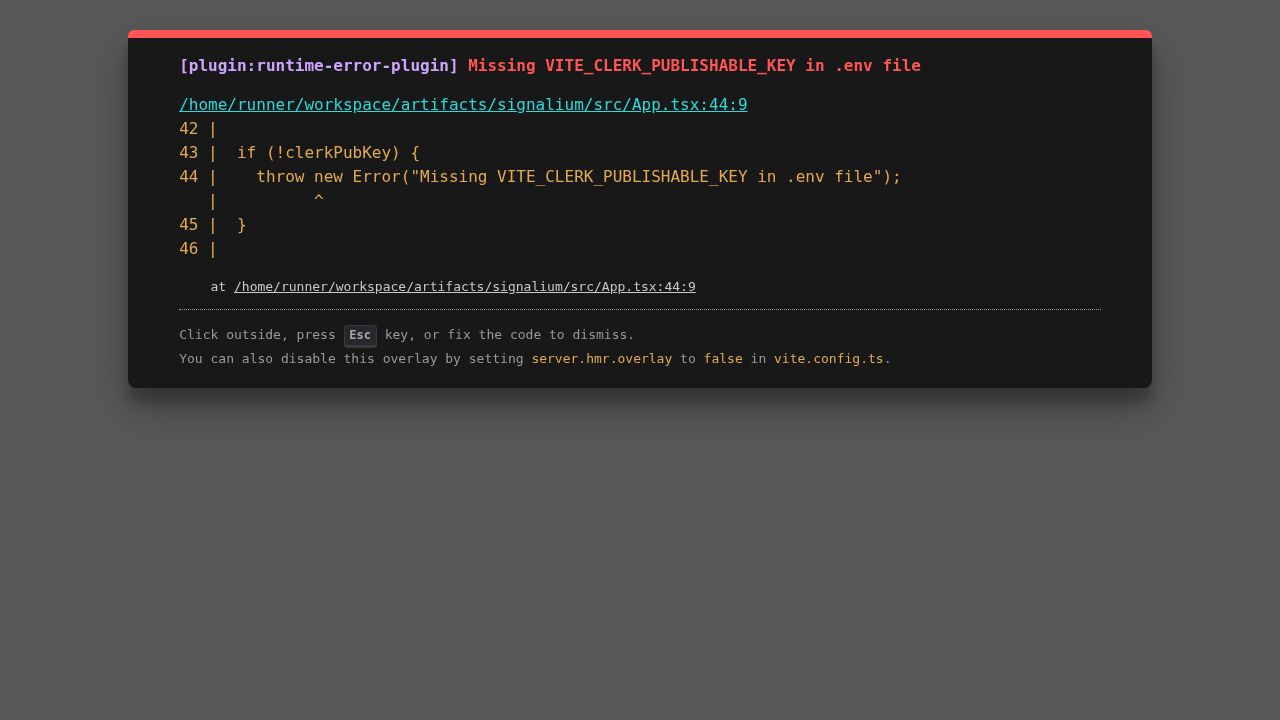 [plugin:runtime-error-plugin] Missing VITE_CLERK_PUBLISHABLE_KEY in .env file
/home/runner/workspace/artifacts/signalium/src/App.tsx:44:9
42 |
43 |  if (!clerkPubKey) {
44 |    throw new Error("Missing VITE_CLERK_PUBLISHABLE_KEY in .env file");
   |          ^
45 |  }
46 |
    at /home/runner/workspace/artifacts/signalium/src/App.tsx:44:9
Click outside, press Esc key, or fix the code to dismiss.
You can also disable this overlay by setting server.hmr.overlay to false in vite.config.ts.